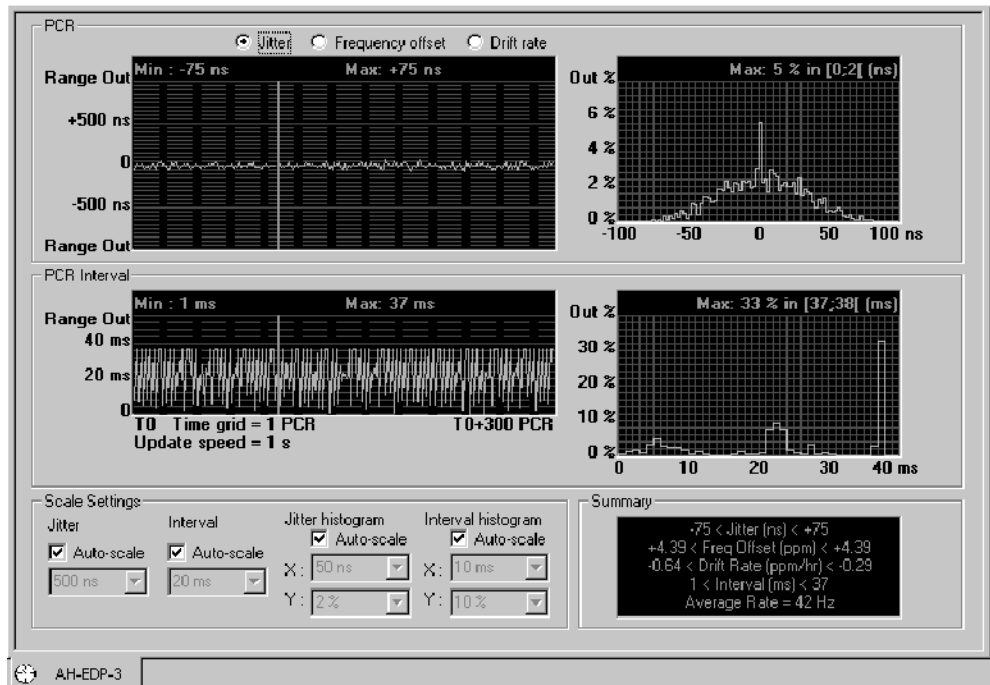 PCR
Jitter Frequency offset Drift rate
Min : -75 ns Max: +75 ns
Range Out
+500 ns
0
-500 ns
Range Out
Max: 5 % in [0;2[ (ns)
Out %
6 %
4 %
2 %
0 %
-100 -50 0 50 100 ns
PCR Interval
Min : 1 ms Max: 37 ms
Range Out
40 ms
20 ms
0
T0 Time grid = 1 PCR T0+300 PCR
Update speed = 1 s
Max: 33 % in [37;38[ (ms)
Out %
30 %
20 %
10 %
0 %
0 10 20 30 40 ms
Scale Settings
Jitter Interval Jitter histogram Interval histogram
Auto-scale Auto-scale Auto-scale Auto-scale
500 ns 20 ms X: 50 ns X: 10 ms
Y: 2 % Y: 10 %
Summary
-75 < Jitter (ns) < +75
+4.39 < Freq Offset (ppm) < +4.39
-0.64 < Drift Rate (ppm/hr) < -0.29
1 < Interval (ms) < 37
Average Rate = 42 Hz
AH-EDP-3